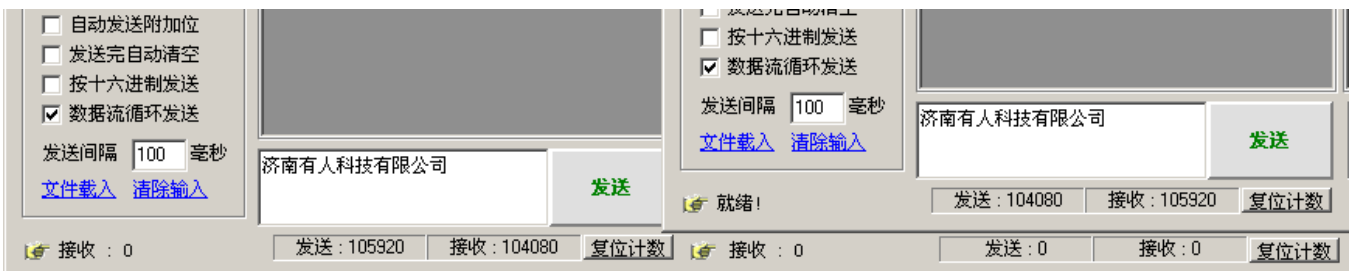 自动发送附加位
发送完自动清空
按十六进制发送
数据流循环发送
发送间隔 100 毫秒
文件载入 清除输入
济南有人科技有限公司
发送
接收 : 0
发送 : 105920 接收 : 104080 复位计数
发送完自动清空
按十六进制发送
数据流循环发送
发送间隔 100 毫秒
文件载入 清除输入
济南有人科技有限公司
发送
就绪!
发送 : 104080 接收 : 105920 复位计数
接收 : 0
发送 : 0 接收 : 0 复位计数